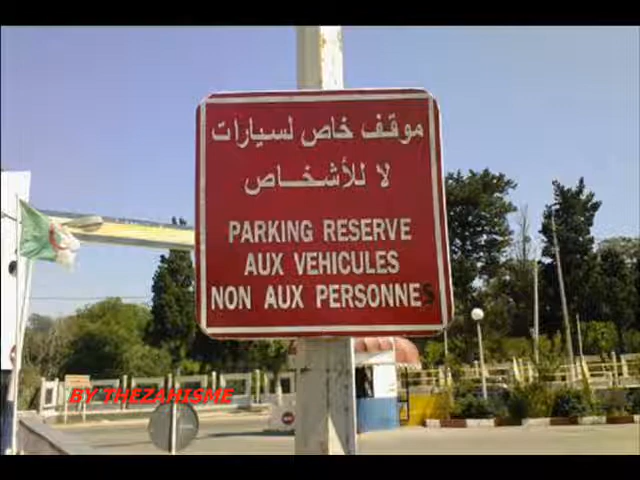 موقف خاص لسيارات
لا للأشخاص
PARKING RESERVE
AUX VEHICULES
NON AUX PERSONNES
BY THEZAHISME